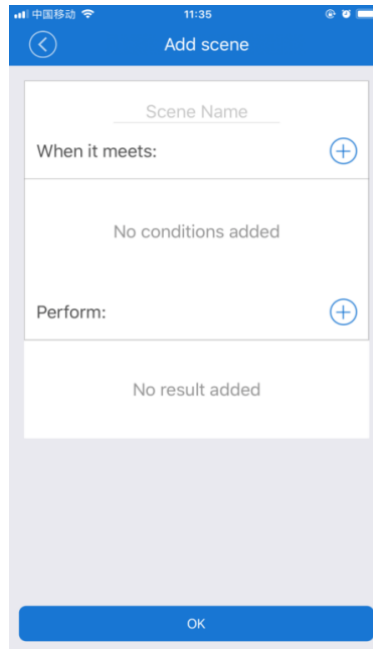 中国移动 11:35
Add scene
Scene Name
When it meets:
No conditions added
Perform:
No result added
OK